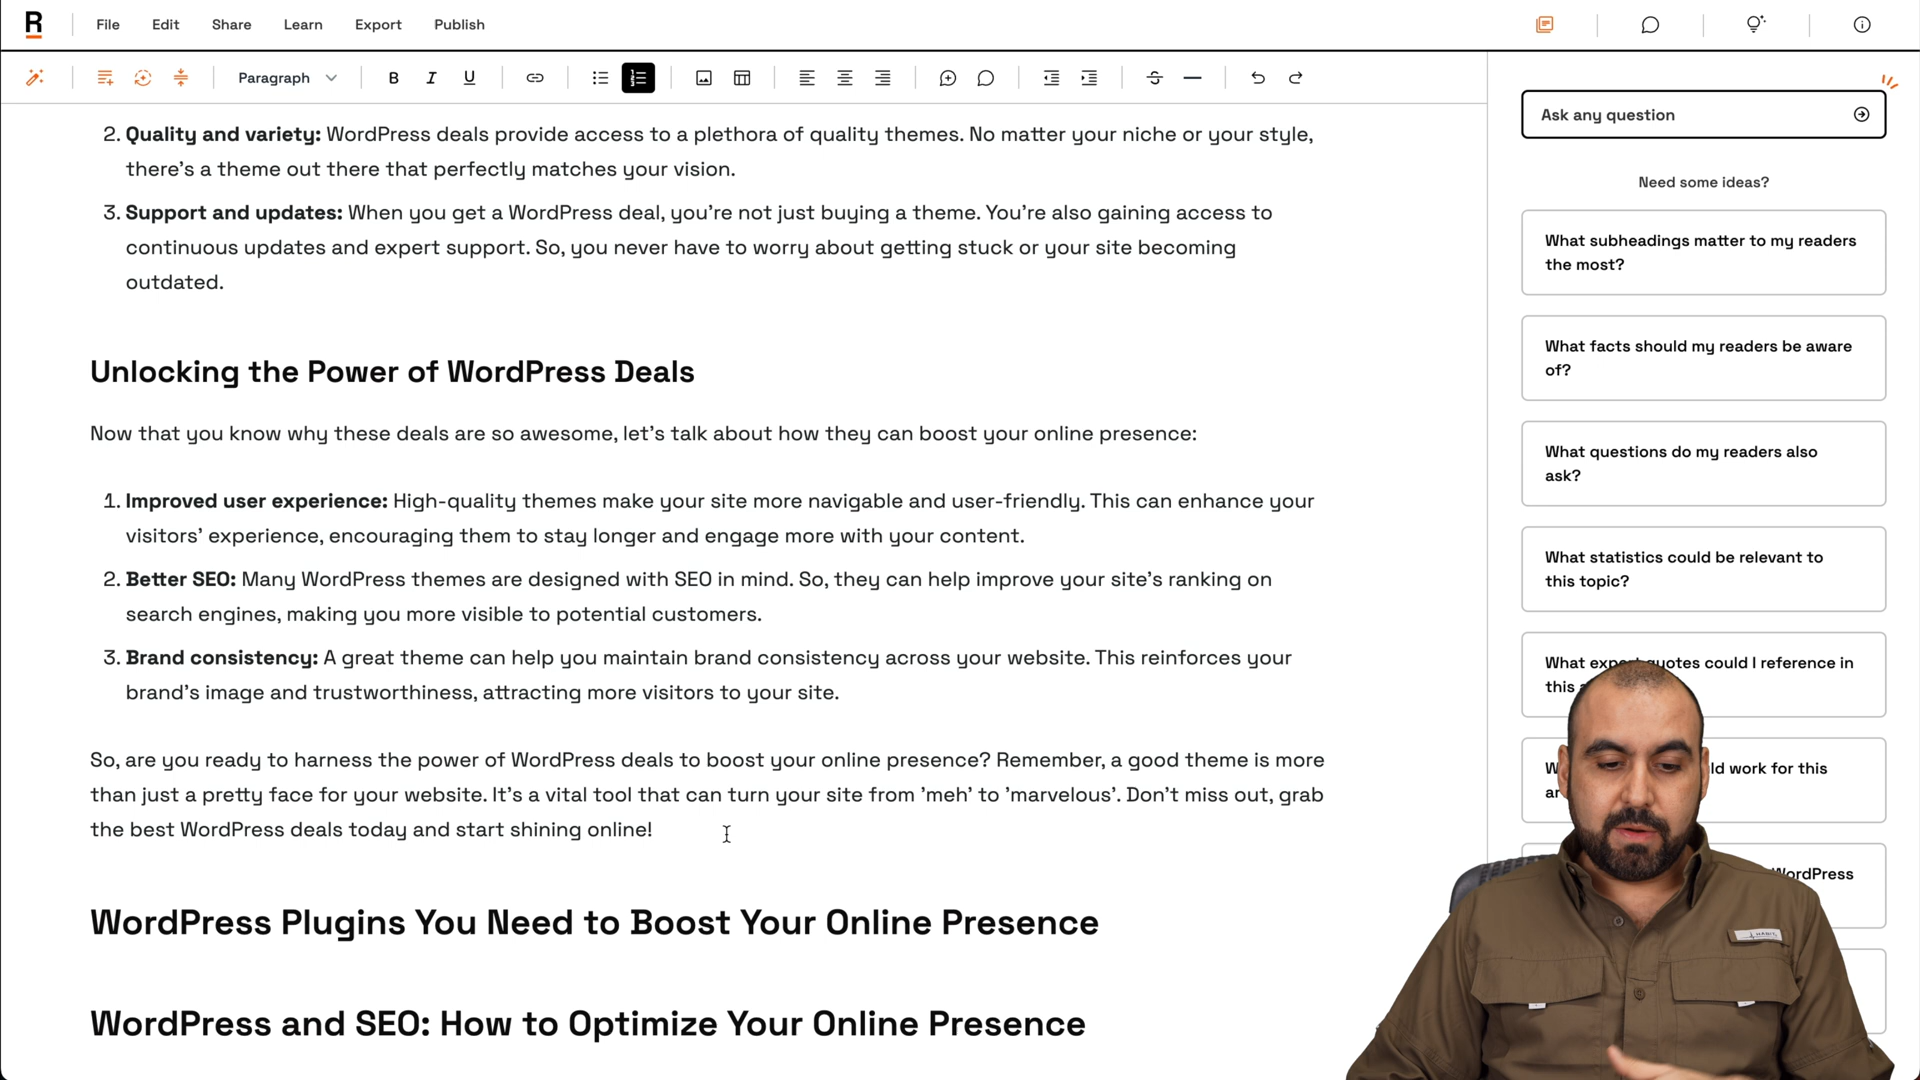 R File Edit Share Learn Export Publish
Paragraph B I U
2. Quality and variety: WordPress deals provide access to a plethora of quality themes. No matter your niche or your style,
there's a theme out there that perfectly matches your vision.
3. Support and updates: When you get a WordPress deal, you're not just buying a theme. You're also gaining access to
continuous updates and expert support. So, you never have to worry about getting stuck or your site becoming
outdated.
Unlocking the Power of WordPress Deals
Now that you know why these deals are so awesome, let's talk about how they can boost your online presence:
1. Improved user experience: High-quality themes make your site more navigable and user-friendly. This can enhance your
visitors' experience, encouraging them to stay longer and engage more with your content.
2. Better SEO: Many WordPress themes are designed with SEO in mind. So, they can help improve your site's ranking on
search engines, making you more visible to potential customers.
3. Brand consistency: A great theme can help you maintain brand consistency across your website. This reinforces your
brand's image and trustworthiness, attracting more visitors to your site.
So, are you ready to harness the power of WordPress deals to boost your online presence? Remember, a good theme is more
than just a pretty face for your website. It's a vital tool that can turn your site from 'meh' to 'marvelous'. Don't miss out, grab
the best WordPress deals today and start shining online!
WordPress Plugins You Need to Boost Your Online Presence
WordPress and SEO: How to Optimize Your Online Presence
Ask any question
Need some ideas?
What subheadings matter to my readers
the most?
What facts should my readers be aware
of?
What questions do my readers also
ask?
What statistics could be relevant to
this topic?
What expert quotes could I reference in
this
work for this
WordPress